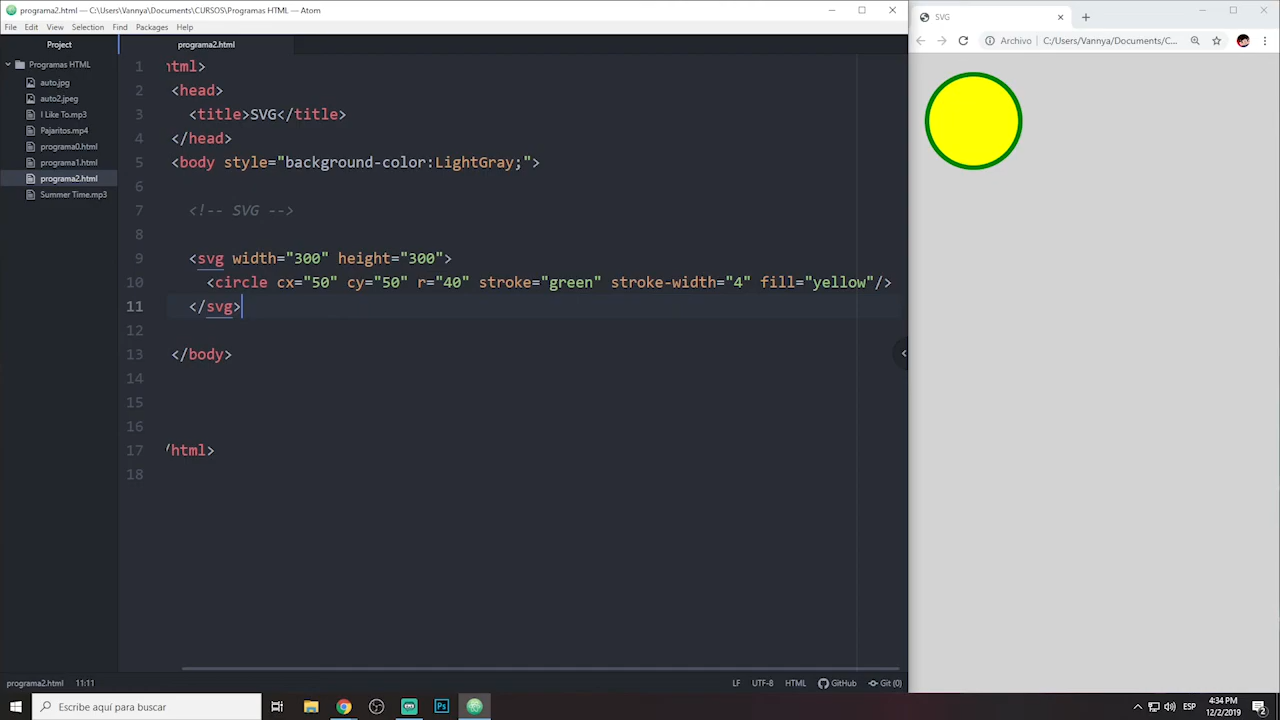 programa2.html — C:\Users\Vannya\Documents\CURSOS\Programas HTML — Atom
File Edit View Selection Find Packages Help
Project
Programas HTML
auto.jpg
auto2.jpeg
I Like To.mp3
Pajaritos.mp4
programa0.html
programa1.html
programa2.html
Summer Time.mp3
programa2.html
1 html>
2 <head>
3 <title>SVG</title>
4 </head>
5 <body style="background-color:LightGray;">
6
7 <!-- SVG -->
8
9 <svg width="300" height="300">
10 <circle cx="50" cy="50" r="40" stroke="green" stroke-width="4" fill="yellow"/>
11 </svg>
12
13 </body>
14
15
16
17 /html>
18
programa2.html 11:11
LF UTF-8 HTML GitHub Git (0)
SVG
Archivo C:/Users/Vannya/Documents/C...
Escribe aquí para buscar
Ps
ESP
4:34 PM
12/2/2019
2